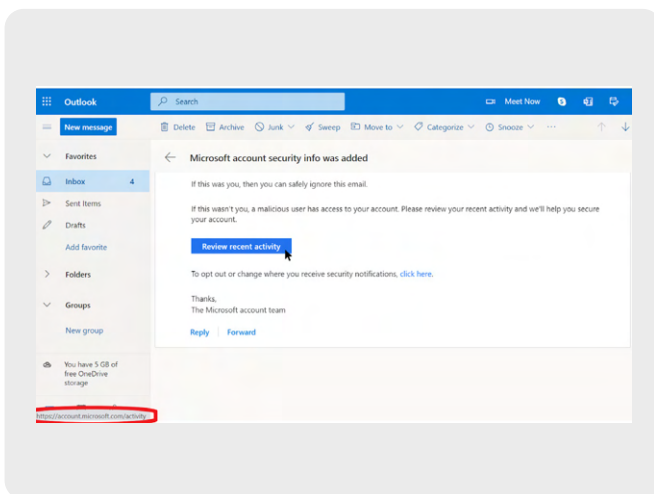 Outlook
Search
Meet Now
New message
Delete Archive Junk Sweep Move to Categorize Snooze ...
Favorites
Microsoft account security info was added
Inbox 4
If this was you, then you can safely ignore this email.
Sent Items
If this wasn't you, a malicious user has access to your account. Please review your recent activity and we'll help you secure
your account.
Drafts
Add favorite
Review recent activity
Folders
To opt out or change where you receive security notifications, click here.
Groups
Thanks,
The Microsoft account team
New group
Reply Forward
You have 5 GB of
free OneDrive
storage
https://account.microsoft.com/activity